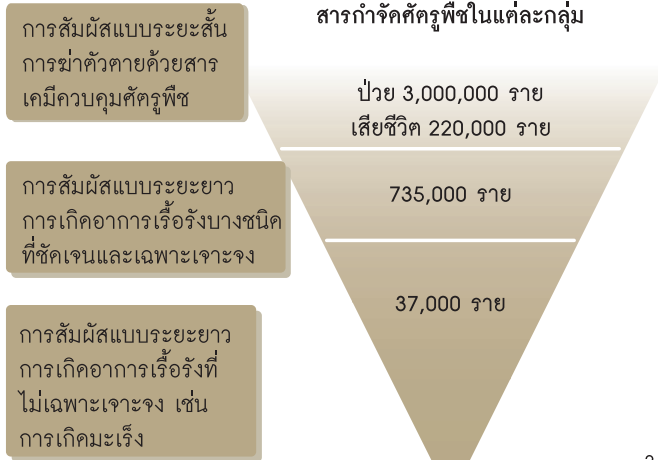 สารกำจัดศัตรูพืชในแต่ละกลุ่ม
การสัมผัสแบบระยะสั้น
การฆ่าตัวตายด้วยสาร
เคมีควบคุมศัตรูพืช
ป่วย 3,000,000 ราย
เสียชีวิต 220,000 ราย
การสัมผัสแบบระยะยาว
การเกิดอาการเรื้อรังบางชนิด
ที่ชัดเจนและเฉพาะเจาะจง
735,000 ราย
การสัมผัสแบบระยะยาว
การเกิดอาการเรื้อรังที่
ไม่เฉพาะเจาะจง เช่น
การเกิดมะเร็ง
37,000 ราย